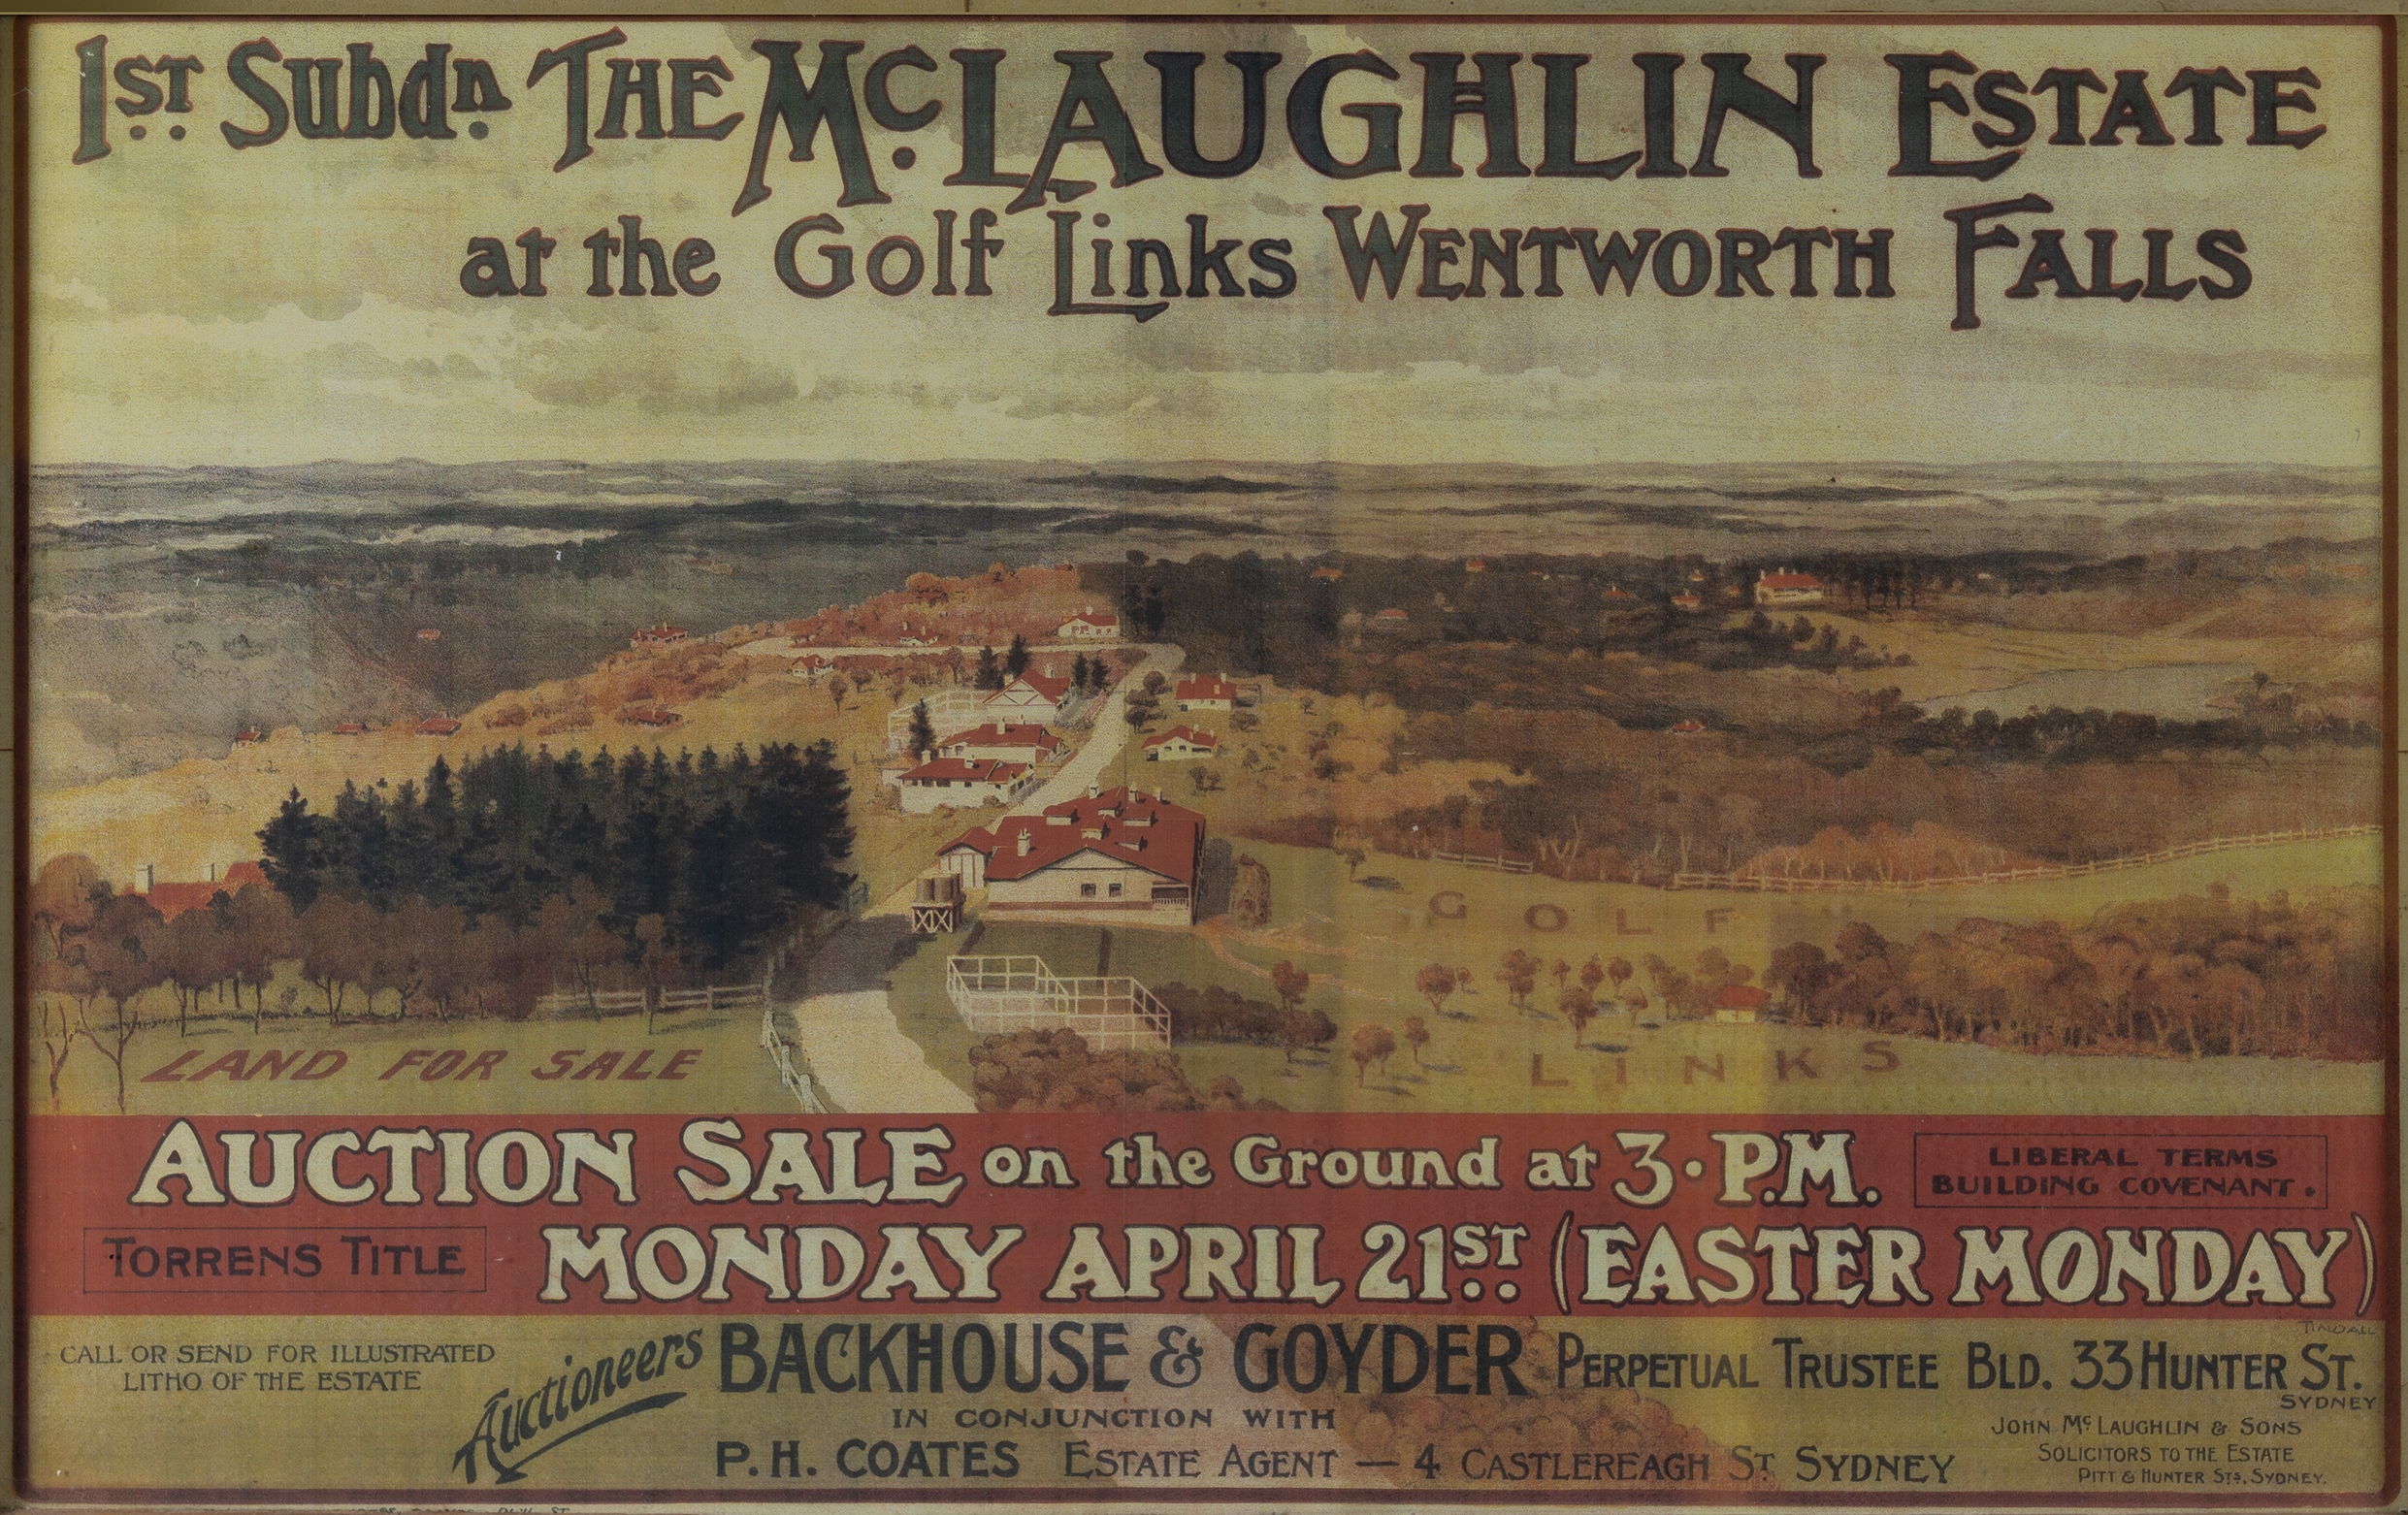 1ST Subdn THE McLAUGHLIN ESTATE
at the Golf Links WENTWORTH FALLS
GOLF
LINKS
LAND FOR SALE
AUCTION SALE on the Ground at 3·P.M.
LIBERAL TERMS
BUILDING COVENANT.
TORRENS TITLE
MONDAY APRIL 21ST (EASTER MONDAY)
TINDALL
CALL OR SEND FOR ILLUSTRATED
LITHO OF THE ESTATE
Auctioneers BACKHOUSE & GOYDER PERPETUAL TRUSTEE BLD. 33 HUNTER ST.
SYDNEY
IN CONJUNCTION WITH
P.H. COATES ESTATE AGENT — 4 CASTLEREAGH ST SYDNEY
JOHN McLAUGHLIN & SONS
SOLICITORS TO THE ESTATE
PITT & HUNTER STS, SYDNEY.